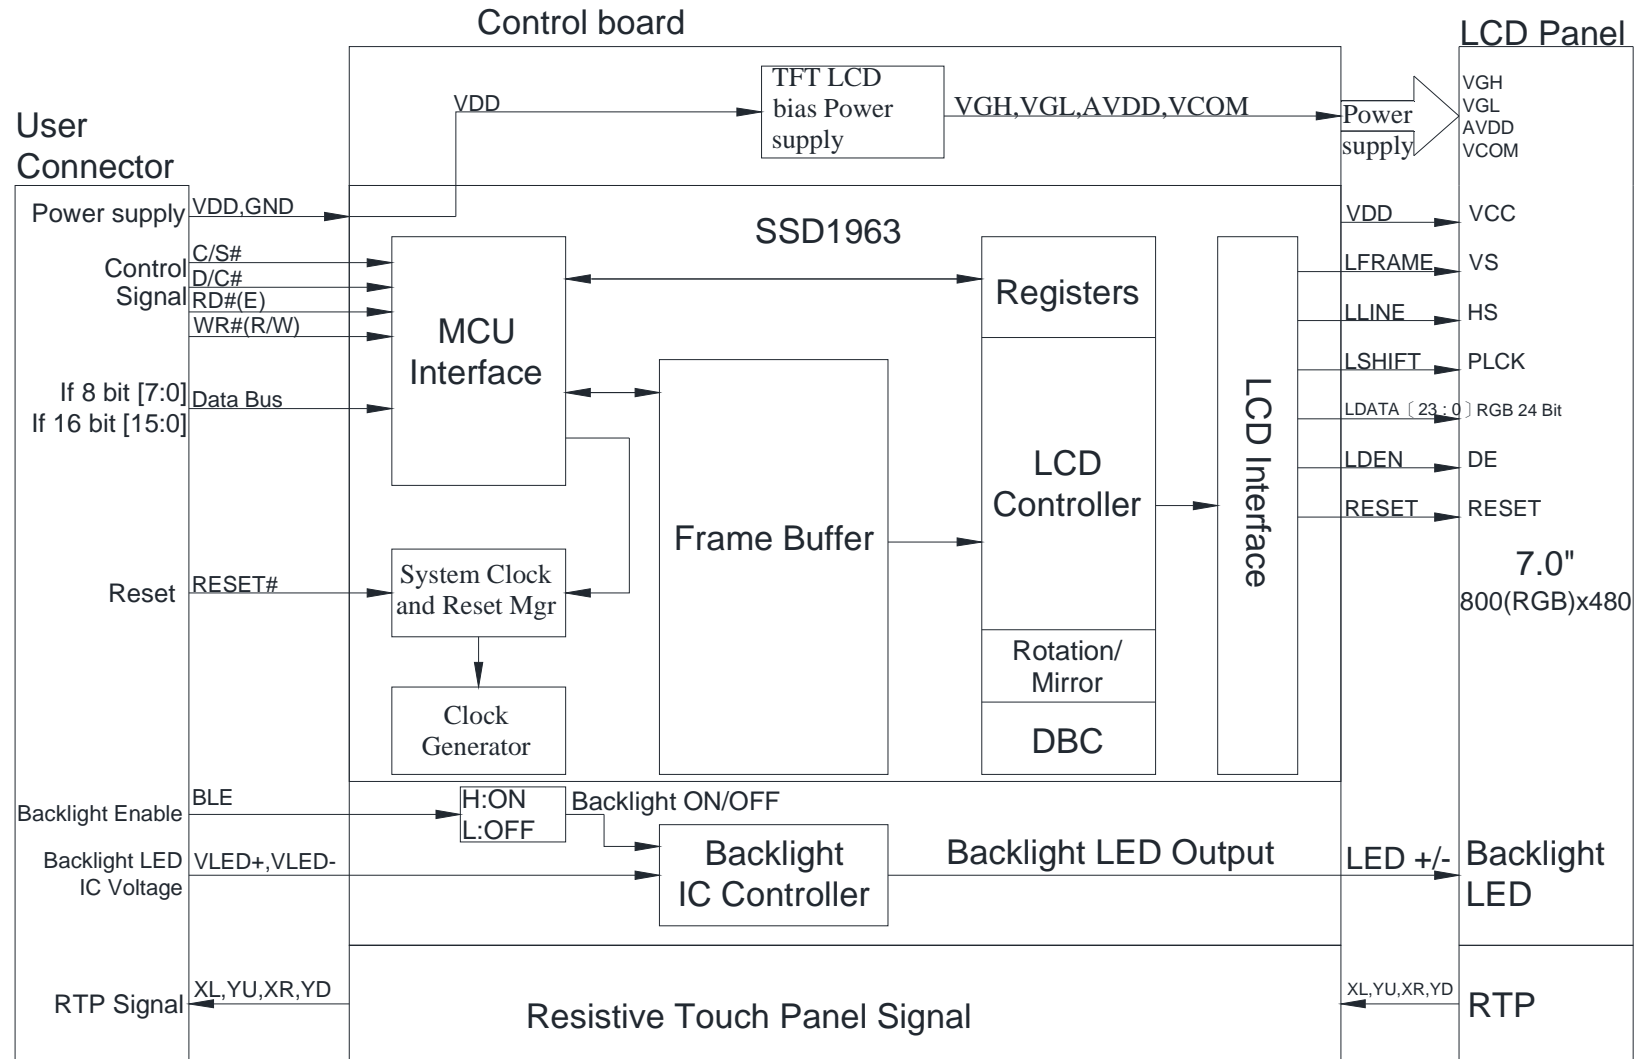 Control board
LCD Panel
TFT LCD
bias Power
supply
VDD
VGH,VGL,AVDD,VCOM
Power
supply
VGH
VGL
AVDD
VCOM
User
Connector
Power supply
VDD,GND
SSD1963
VDD
VCC
Control
Signal
C/S#
D/C#
RD#(E)
WR#(R/W)
MCU
Interface
Registers
LCD Interface
LFRAME
VS
LLINE
HS
LSHIFT
PLCK
If 8 bit [7:0]
If 16 bit [15:0]
Data Bus
LDATA〔23:0〕
RGB 24 Bit
LCD
Controller
LDEN
DE
RESET
RESET
Frame Buffer
7.0"
800(RGB)x480
Reset
RESET#
System Clock
and Reset Mgr
Rotation/
Mirror
Clock
Generator
DBC
Backlight Enable
BLE
H:ON
L:OFF
Backlight ON/OFF
Backlight LED
IC Voltage
VLED+,VLED-
Backlight
IC Controller
Backlight LED Output
LED +/-
Backlight
LED
RTP Signal
XL,YU,XR,YD
Resistive Touch Panel Signal
XL,YU,XR,YD
RTP